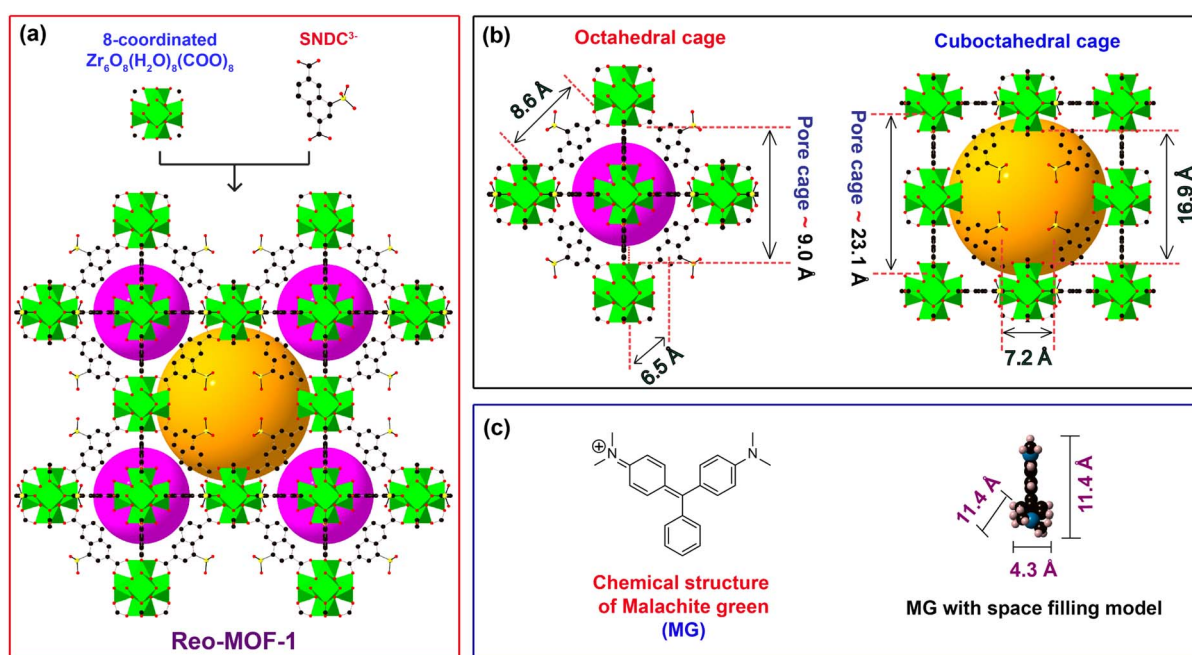 (a)
8-coordinated
Zr6O8(H2O)8(COO)8
SNDC3-
Reo-MOF-1
(b)
Octahedral cage
Cuboctahedral cage
8.6 Å
Pore cage ~ 9.0 Å
6.5 Å
Pore cage ~ 23.1 Å
16.9 Å
7.2 Å
(c)
N
N
Chemical structure
of Malachite green
(MG)
11.4 Å
11.4 Å
4.3 Å
MG with space filling model